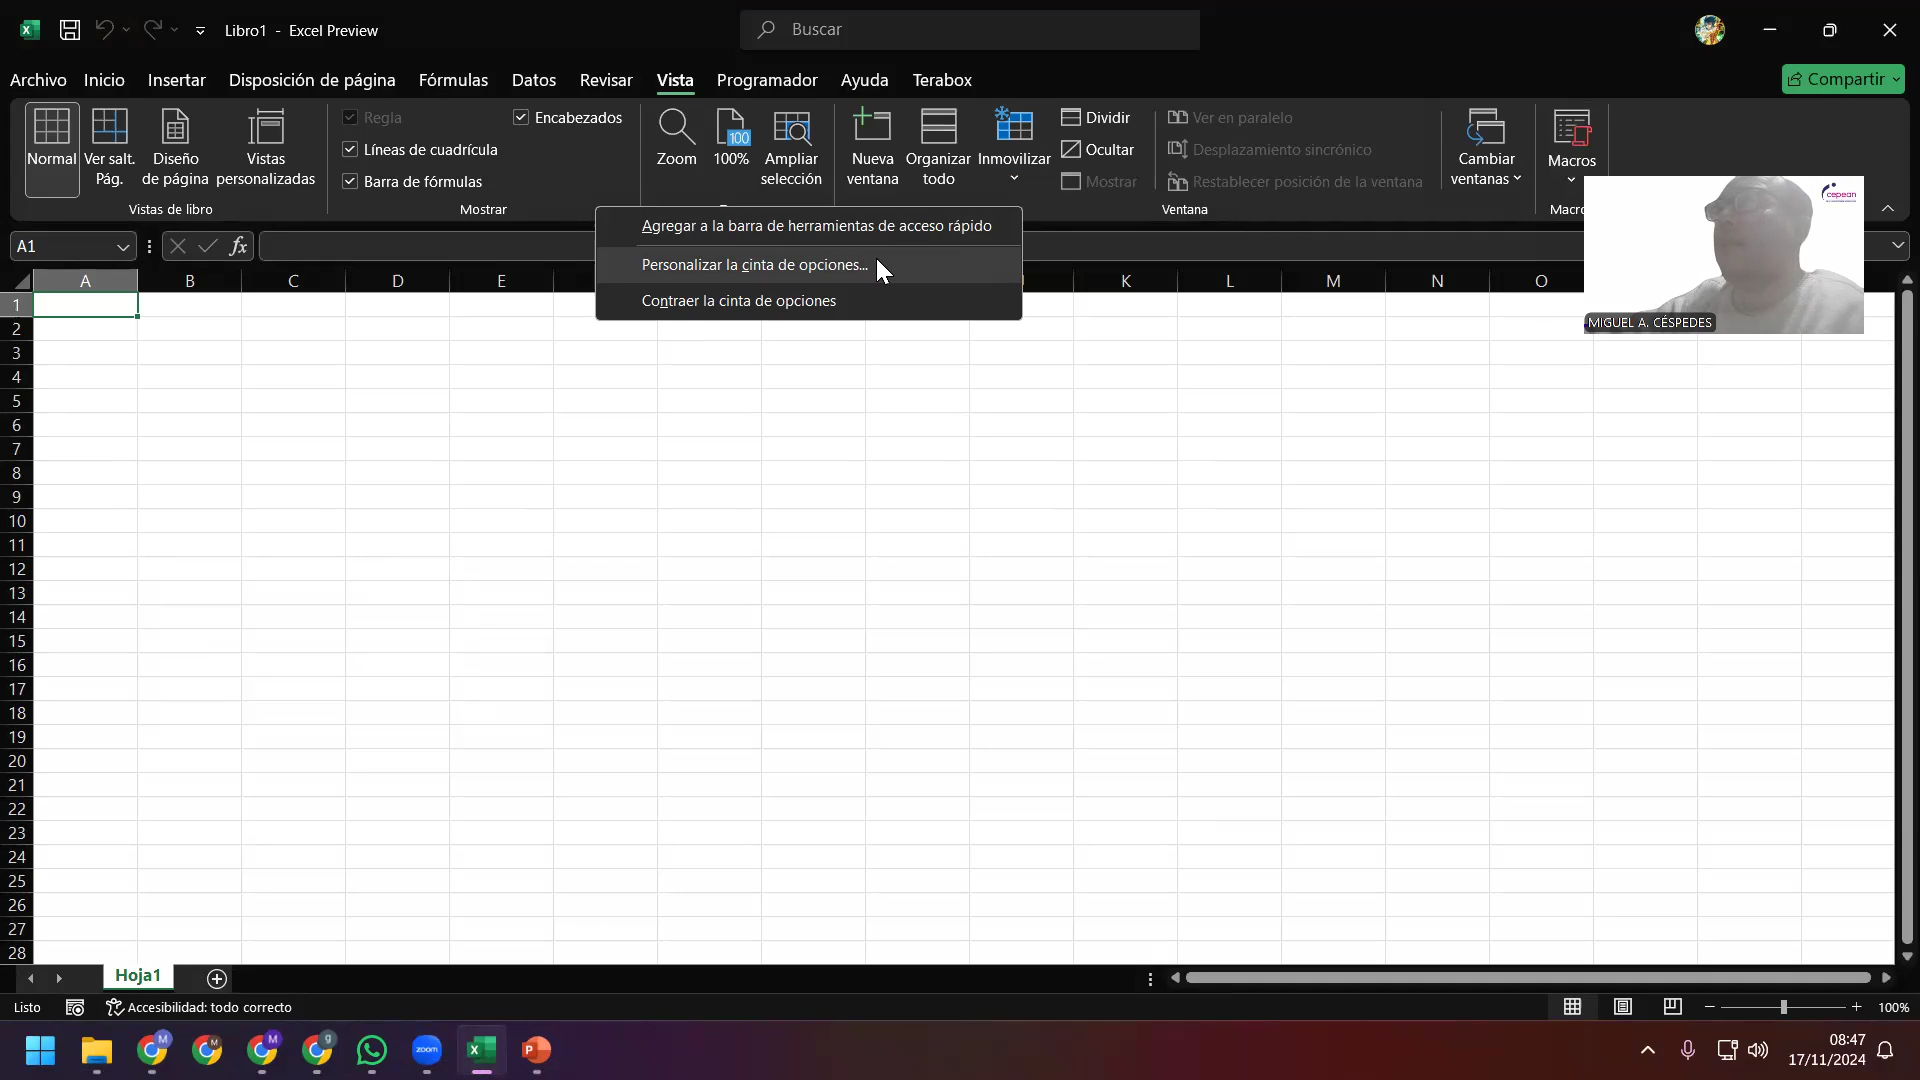 Libro1 - Excel Preview
Buscar
Archivo Inicio Insertar Disposición de página Fórmulas Datos Revisar Vista Programador Ayuda Terabox
Compartir
Normal
Ver salt. Pág.
Diseño de página
Vistas personalizadas
Vistas de libro
Regla
Encabezados
Líneas de cuadrícula
Barra de fórmulas
Mostrar
Zoom
100
100%
Ampliar selección
Nueva ventana
Organizar todo
Inmovilizar
Dividir
Ocultar
Mostrar
Ver en paralelo
Desplazamiento sincrónico
Restablecer posición de la ventana
Cambiar ventanas
Ventana
Macros
Macro
cepean
MIGUEL A. CÉSPEDES
Agregar a la barra de herramientas de acceso rápido
Personalizar la cinta de opciones...
Contraer la cinta de opciones
A1
fx
A B C D E K L M N O
1
2
3
4
5
6
7
8
9
10
11
12
13
14
15
16
17
18
19
20
21
22
23
24
25
26
27
28
Hoja1
Listo
Accesibilidad: todo correcto
100%
M M M g zoom X P
08:47
17/11/2024